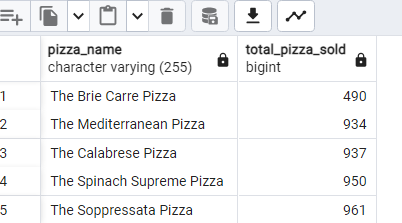 pizza_name total_pizza_sold
character varying (255) bigint
1 The Brie Carre Pizza 490
2 The Mediterranean Pizza 934
3 The Calabrese Pizza 937
4 The Spinach Supreme Pizza 950
5 The Soppressata Pizza 961